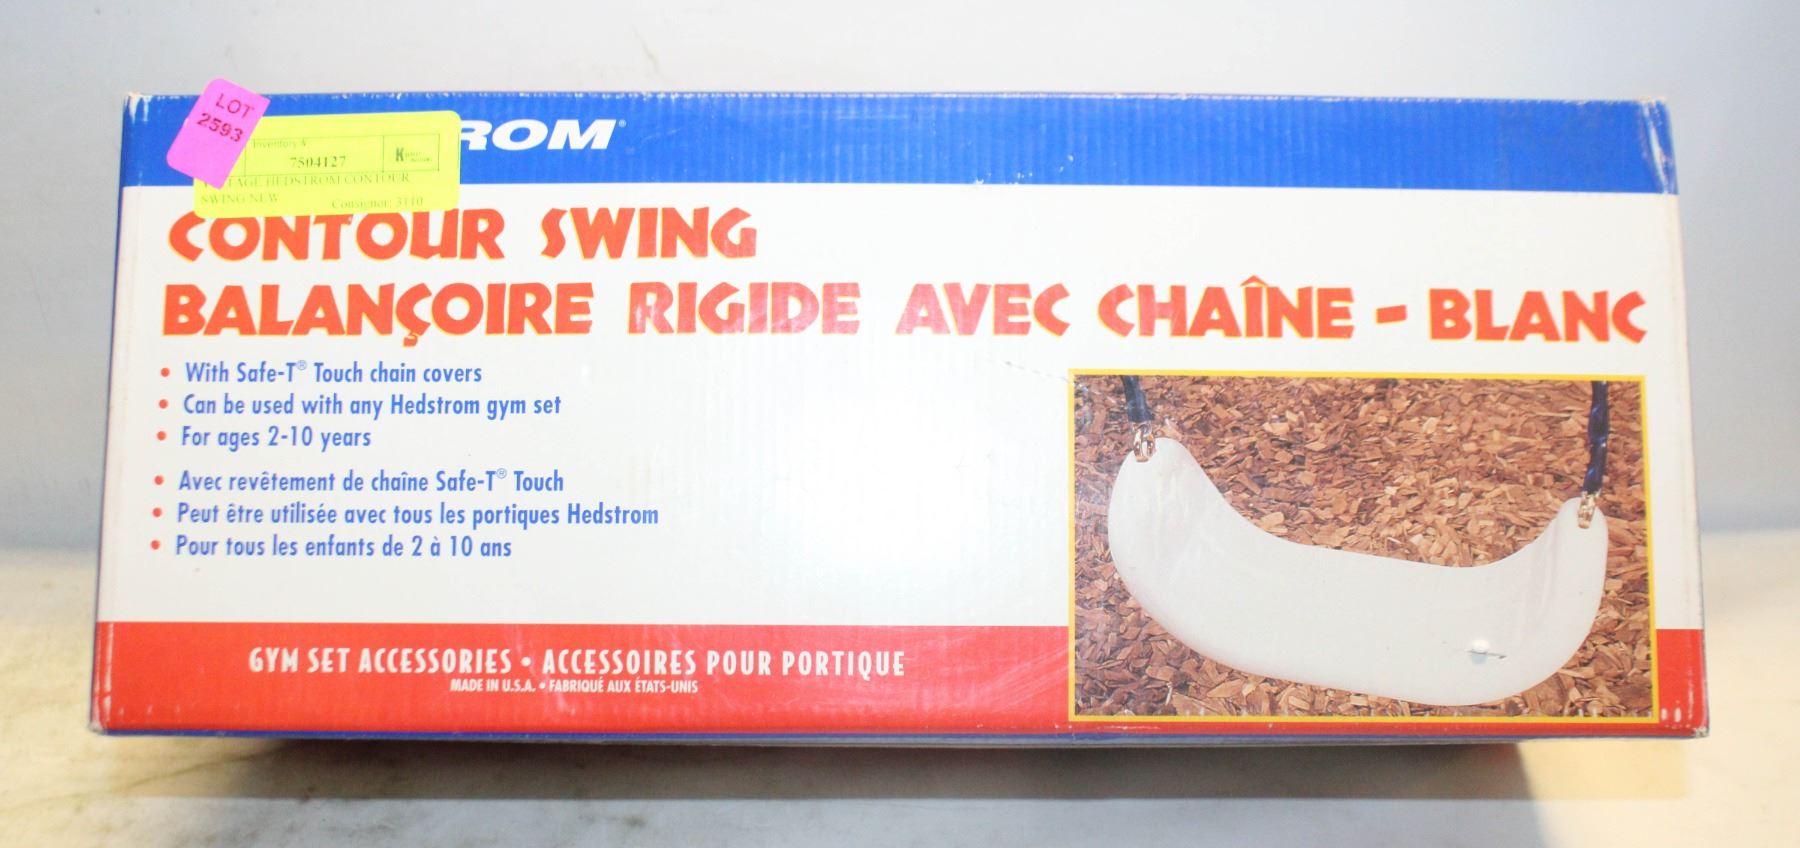 LOT
2593
Inventory #
7504127
K
HEDSTROM CONTOUR
SWING NEW Consignor: 3110
ROM®
CONTOUR SWING
BALANÇOIRE RIGIDE AVEC CHAÎNE - BLANC
• With Safe-T® Touch chain covers
• Can be used with any Hedstrom gym set
• For ages 2-10 years
• Avec revêtement de chaîne Safe-T® Touch
• Peut être utilisée avec tous les portiques Hedstrom
• Pour tous les enfants de 2 à 10 ans
GYM SET ACCESSORIES • ACCESSOIRES POUR PORTIQUE
MADE IN U.S.A. • FABRIQUÉ AUX ÉTATS-UNIS